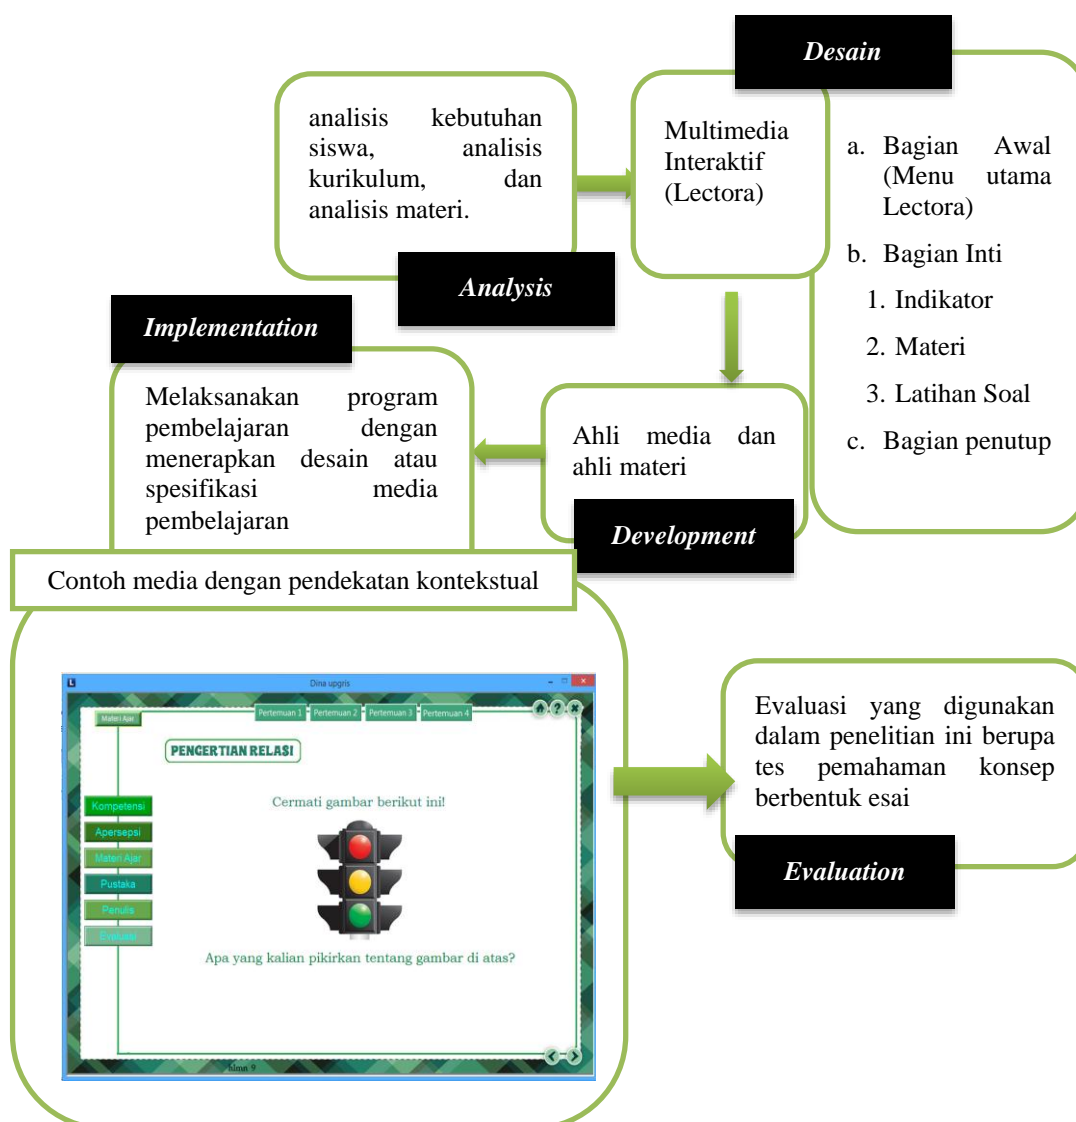 Desain
analisis kebutuhan
siswa, analisis
kurikulum, dan
analisis materi.
Analysis
Multimedia
Interaktif
(Lectora)
a. Bagian Awal
(Menu utama
Lectora)
b. Bagian Inti
1. Indikator
2. Materi
3. Latihan Soal
c. Bagian penutup
Ahli media dan
ahli materi
Development
Implementation
Melaksanakan program
pembelajaran dengan
menerapkan desain atau
spesifikasi media
pembelajaran
Contoh media dengan pendekatan kontekstual
L
Dina upgris
Materi Ajar
Pertemuan 1 Pertemuan 2 Pertemuan 3 Pertemuan 4
?
PENGERTIAN RELASI
Cermati gambar berikut ini!
Kompetensi
Apersepsi
Materi Ajar
Pustaka
Penulis
Evaluasi
Apa yang kalian pikirkan tentang gambar di atas?
hlmn 9
Evaluasi yang digunakan
dalam penelitian ini berupa
tes pemahaman konsep
berbentuk esai
Evaluation